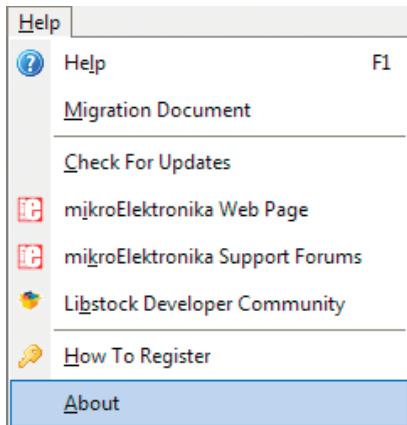 Help
Help F1
Migration Document
Check For Updates
mikroElektronika Web Page
mikroElektronika Support Forums
Libstock Developer Community
How To Register
About